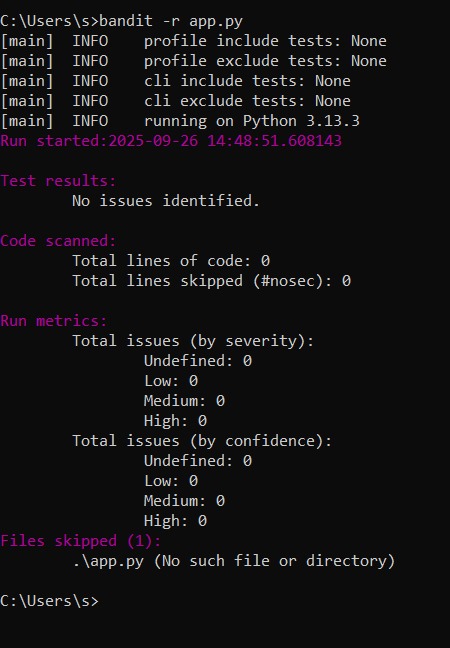 C:\Users\s>bandit -r app.py
[main]  INFO    profile include tests: None
[main]  INFO    profile exclude tests: None
[main]  INFO    cli include tests: None
[main]  INFO    cli exclude tests: None
[main]  INFO    running on Python 3.13.3
Run started:2025-09-26 14:48:51.608143
Test results:
        No issues identified.
Code scanned:
        Total lines of code: 0
        Total lines skipped (#nosec): 0
Run metrics:
        Total issues (by severity):
                Undefined: 0
                Low: 0
                Medium: 0
                High: 0
        Total issues (by confidence):
                Undefined: 0
                Low: 0
                Medium: 0
                High: 0
Files skipped (1):
        .\app.py (No such file or directory)
C:\Users\s>